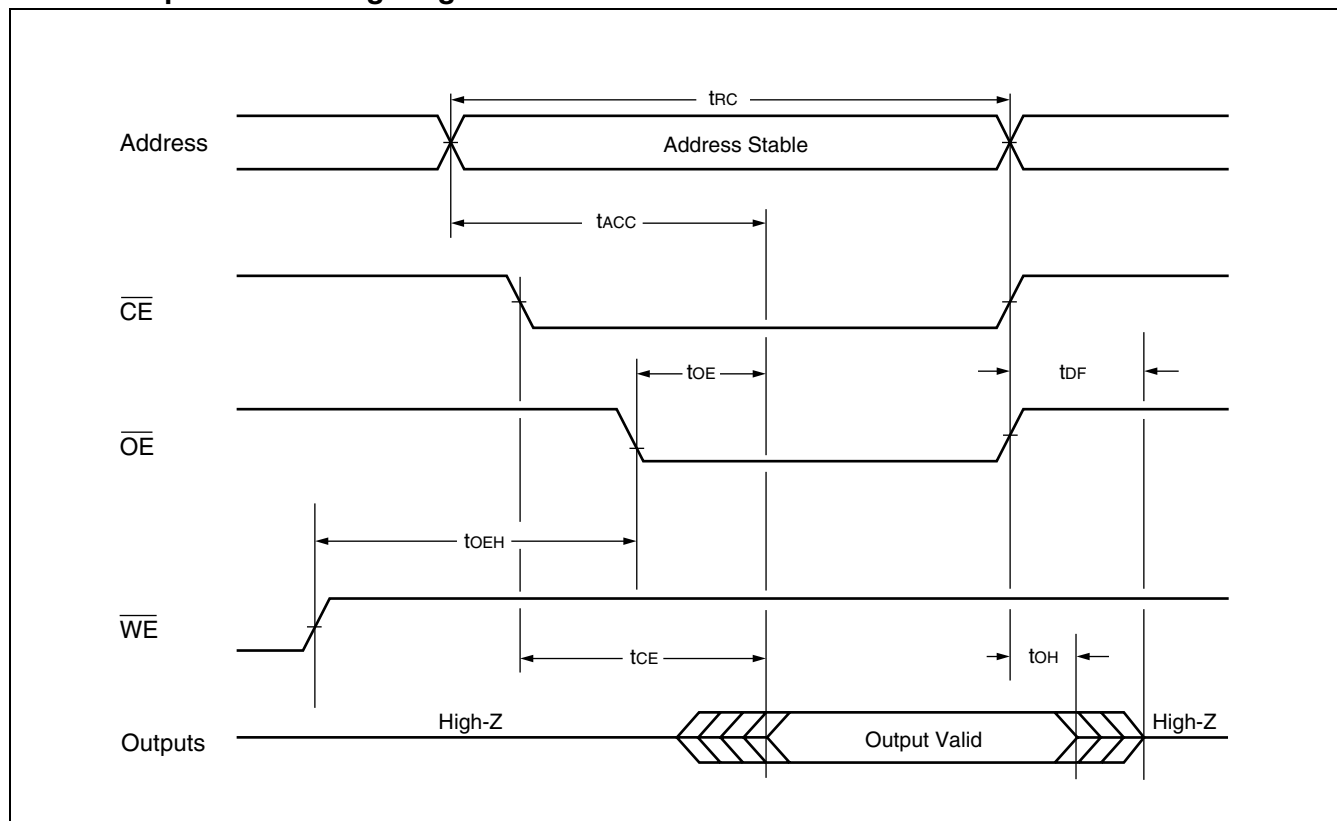 tRC
Address
Address Stable
tACC
CE
tOE
tDF
OE
tOEH
WE
tCE
tOH
High-Z
High-Z
Outputs
Output Valid